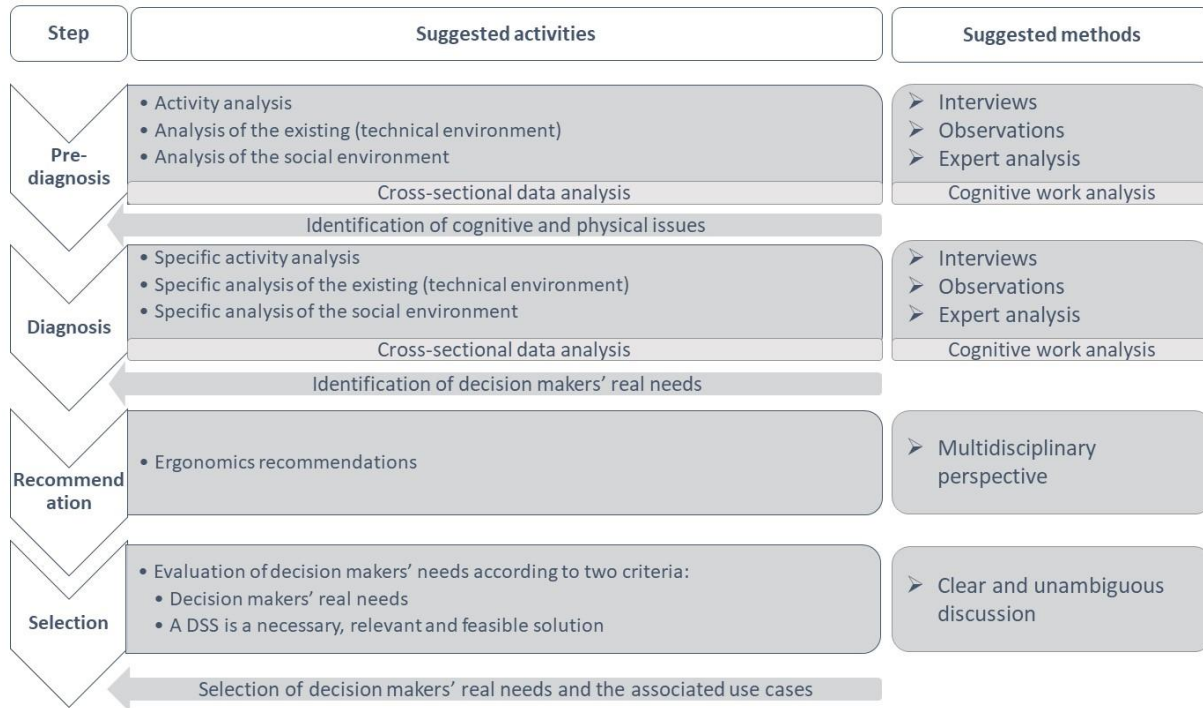 Step
Suggested activities
Suggested methods
Pre-
diagnosis
• Activity analysis
• Analysis of the existing (technical environment)
• Analysis of the social environment
Cross-sectional data analysis
➢ Interviews
➢ Observations
➢ Expert analysis
Cognitive work analysis
Identification of cognitive and physical issues
Diagnosis
• Specific activity analysis
• Specific analysis of the existing (technical environment)
• Specific analysis of the social environment
Cross-sectional data analysis
➢ Interviews
➢ Observations
➢ Expert analysis
Cognitive work analysis
Identification of decision makers’ real needs
Recommend
ation
• Ergonomics recommendations
➢ Multidisciplinary
perspective
Selection
• Evaluation of decision makers’ needs according to two criteria:
• Decision makers’ real needs
• A DSS is a necessary, relevant and feasible solution
➢ Clear and unambiguous
discussion
Selection of decision makers’ real needs and the associated use cases